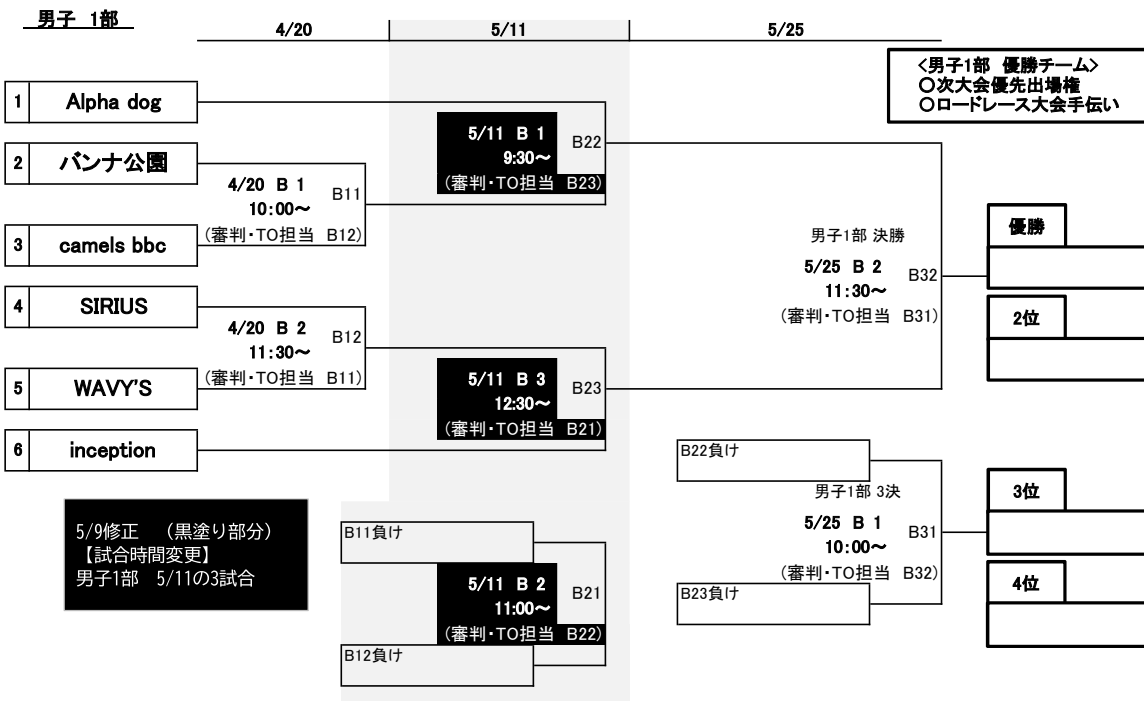 男子 1部
4/20
5/11
5/25
<男子1部 優勝チーム>
○次大会優先出場権
○ロードレース大会手伝い
1
Alpha dog
2
バンナ公園
3
camels bbc
4
SIRIUS
5
WAVY'S
6
inception
4/20 B 1
B11
10:00～
(審判・TO担当 B12)
4/20 B 2
B12
11:30～
(審判・TO担当 B11)
5/11 B 1
B22
9:30～
(審判・TO担当 B23)
5/11 B 3
B23
12:30～
(審判・TO担当 B21)
男子1部 決勝
5/25 B 2
B32
11:30～
(審判・TO担当 B31)
優勝
2位
5/9修正 (黒塗り部分)
【試合時間変更】
男子1部 5/11の3試合
B11負け
5/11 B 2
B21
11:00～
(審判・TO担当 B22)
B12負け
B22負け
男子1部 3決
5/25 B 1
B31
10:00～
(審判・TO担当 B32)
B23負け
3位
4位